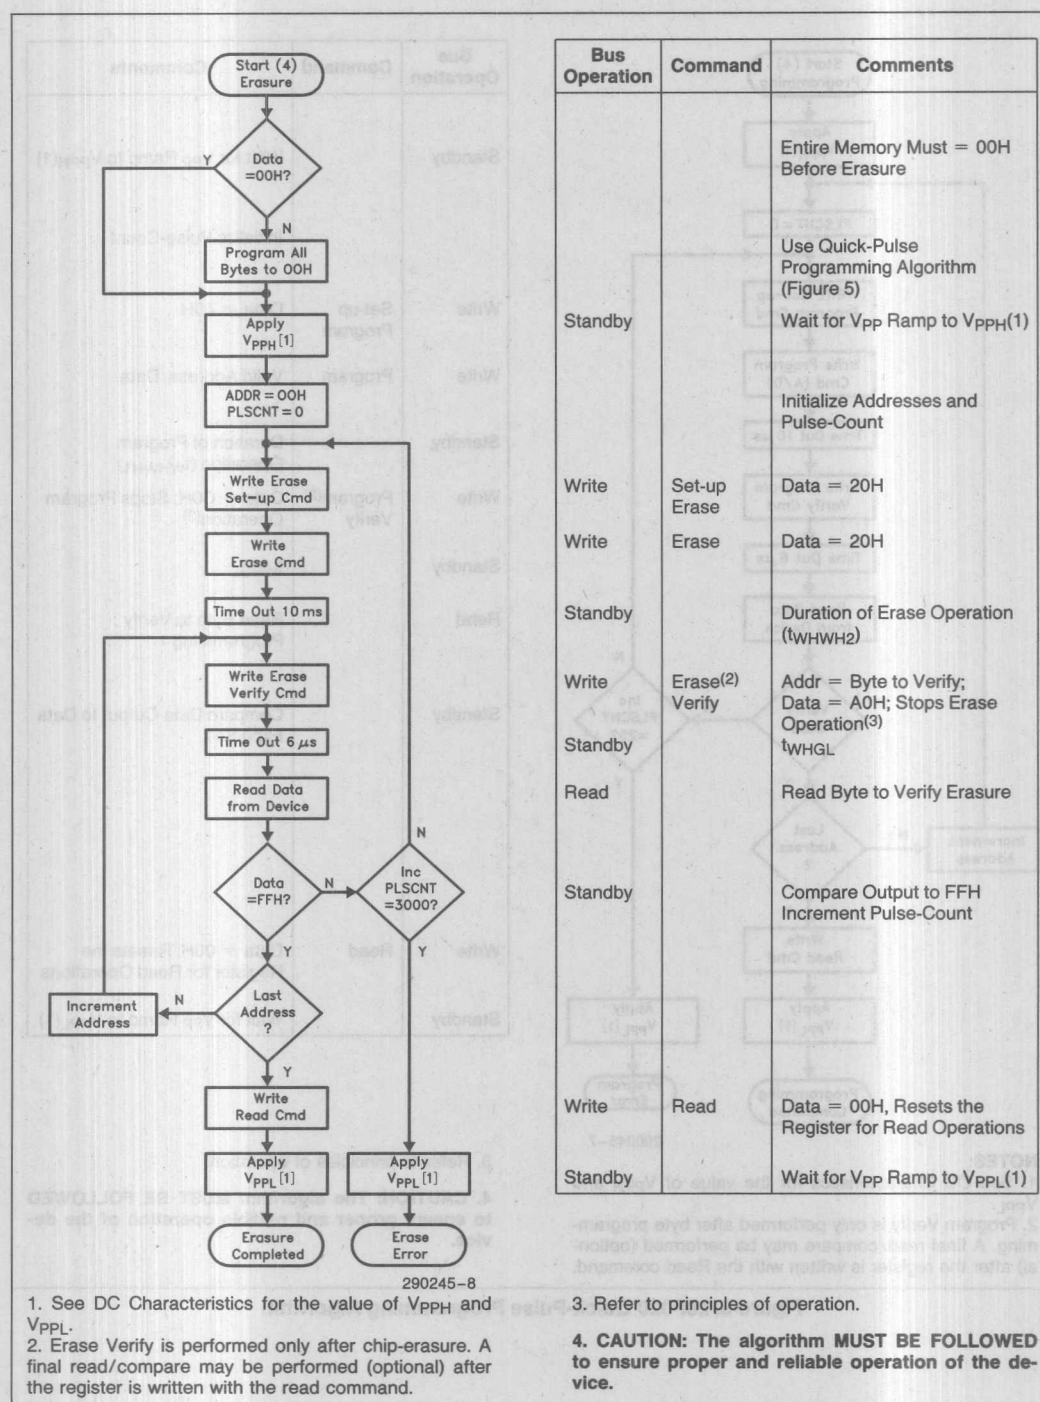 Start (4)
Erasure
Data
=00H?
Y
N
Program All
Bytes to 00H
Apply
VPPH[1]
ADDR = 00H
PLSCNT = 0
Write Erase
Set-up Cmd
Write
Erase Cmd
Time Out 10 ms
Write Erase
Verify Cmd
Time Out 6 µs
Read Data
from Device
Data
=FFH?
N
Y
Inc
PLSCNT
=3000?
N
Y
Last
Address
?
N
Y
Increment
Address
Write
Read Cmd
Apply
VPPL[1]
Apply
VPPL[1]
Erasure
Completed
Erase
Error
290245-8
Bus
Operation
Command
Comments
Entire Memory Must = 00H
Before Erasure
Use Quick-Pulse
Programming Algorithm
(Figure 5)
Standby
Wait for VPP Ramp to VPPH(1)
Initialize Addresses and
Pulse-Count
Write
Set-up
Erase
Data = 20H
Write
Erase
Data = 20H
Standby
Duration of Erase Operation
(tWHWH2)
Write
Erase(2)
Verify
Addr = Byte to Verify;
Data = A0H; Stops Erase
Operation(3)
Standby
tWHGL
Read
Read Byte to Verify Erasure
Standby
Compare Output to FFH
Increment Pulse-Count
Write
Read
Data = 00H, Resets the
Register for Read Operations
Standby
Wait for VPP Ramp to VPPL(1)
1. See DC Characteristics for the value of VPPH and
VPPL.
2. Erase Verify is performed only after chip-erasure. A
final read/compare may be performed (optional) after
the register is written with the read command.
3. Refer to principles of operation.
4. CAUTION: The algorithm MUST BE FOLLOWED
to ensure proper and reliable operation of the de-
vice.